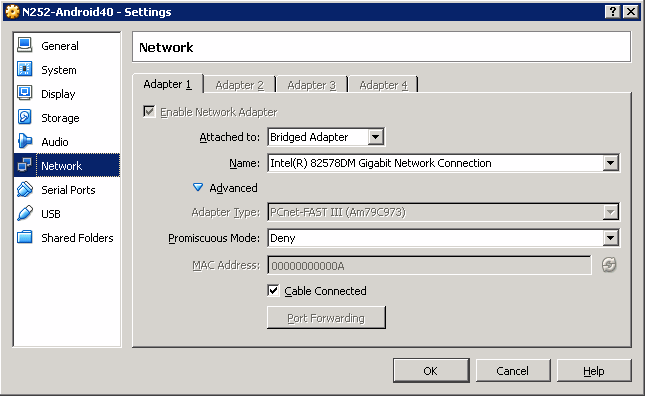 N252-Android40 - Settings
General
System
Display
Storage
Audio
Network
Serial Ports
USB
Shared Folders
Network
Adapter 1 Adapter 2 Adapter 3 Adapter 4
Enable Network Adapter
Attached to: Bridged Adapter
Name: Intel(R) 82578DM Gigabit Network Connection
Advanced
Adapter Type: PCnet-FAST III (Am79C973)
Promiscuous Mode: Deny
MAC Address: 00000000000A
Cable Connected
Port Forwarding
OK Cancel Help